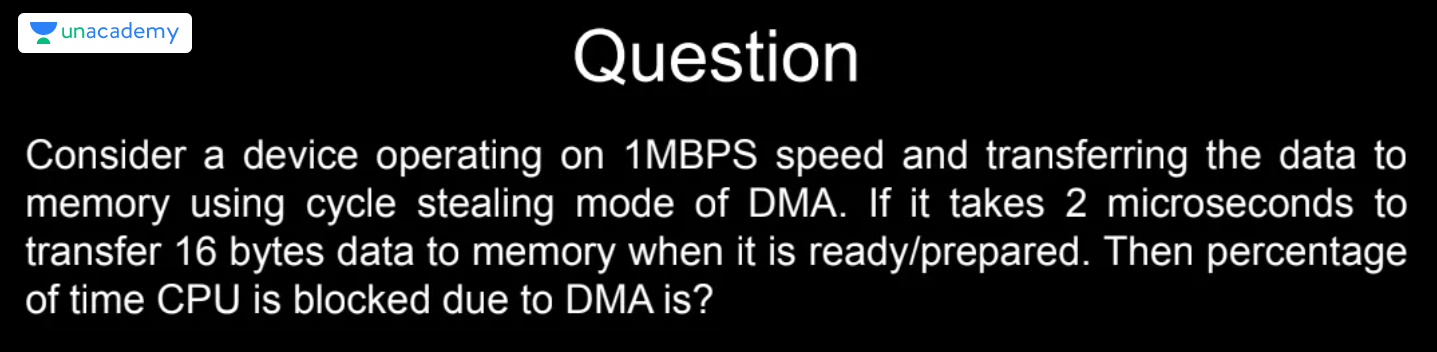 unacademy
Question
Consider a device operating on 1MBPS speed and transferring the data to
memory using cycle stealing mode of DMA. If it takes 2 microseconds to
transfer 16 bytes data to memory when it is ready/prepared. Then percentage
of time CPU is blocked due to DMA is?